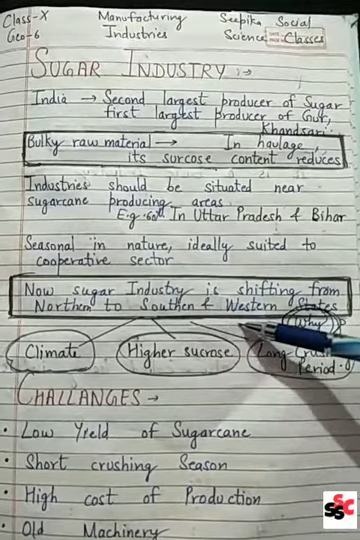 Class-X Manufacturing Deepika Social
Geo-6 Industries Science Classes
SUGAR INDUSTRY :→
India → Second largest producer of Sugar
first largest producer of Gur,
Khandsari
Bulky raw material → In haulage,
its surcose content reduces
Industries should be situated near
sugarcane producing areas
E.g. 60% In Uttar Pradesh & Bihar
Seasonal in nature, ideally suited to
cooperative sector
Now sugar Industry is shifting from
Northern to Southen & Western States
(Why)?
Climate Higher sucrose Long
Period
CHALLANGES →
• Low Yield of Sugarcane
• Short crushing Season
• High cost of Production
• Old Machinery
SSC